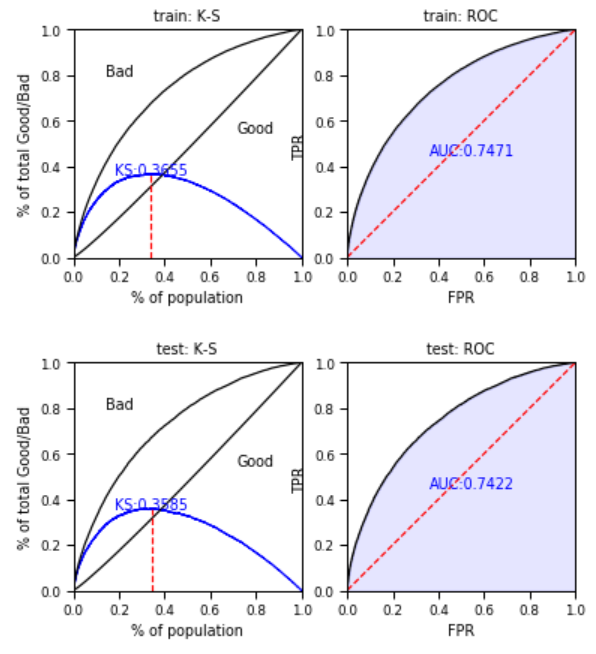 train: K-S
% of total Good/Bad
1.0
0.8
0.6
0.4
0.2
0.0
Bad
Good
KS:0.3655
0.0 0.2 0.4 0.6 0.8 1.0
% of population
train: ROC
TPR
1.0
0.8
0.6
0.4
0.2
0.0
AUC:0.7471
0.0 0.2 0.4 0.6 0.8 1.0
FPR
test: K-S
% of total Good/Bad
1.0
0.8
0.6
0.4
0.2
0.0
Bad
Good
KS:0.3585
0.0 0.2 0.4 0.6 0.8 1.0
% of population
test: ROC
TPR
1.0
0.8
0.6
0.4
0.2
0.0
AUC:0.7422
0.0 0.2 0.4 0.6 0.8 1.0
FPR